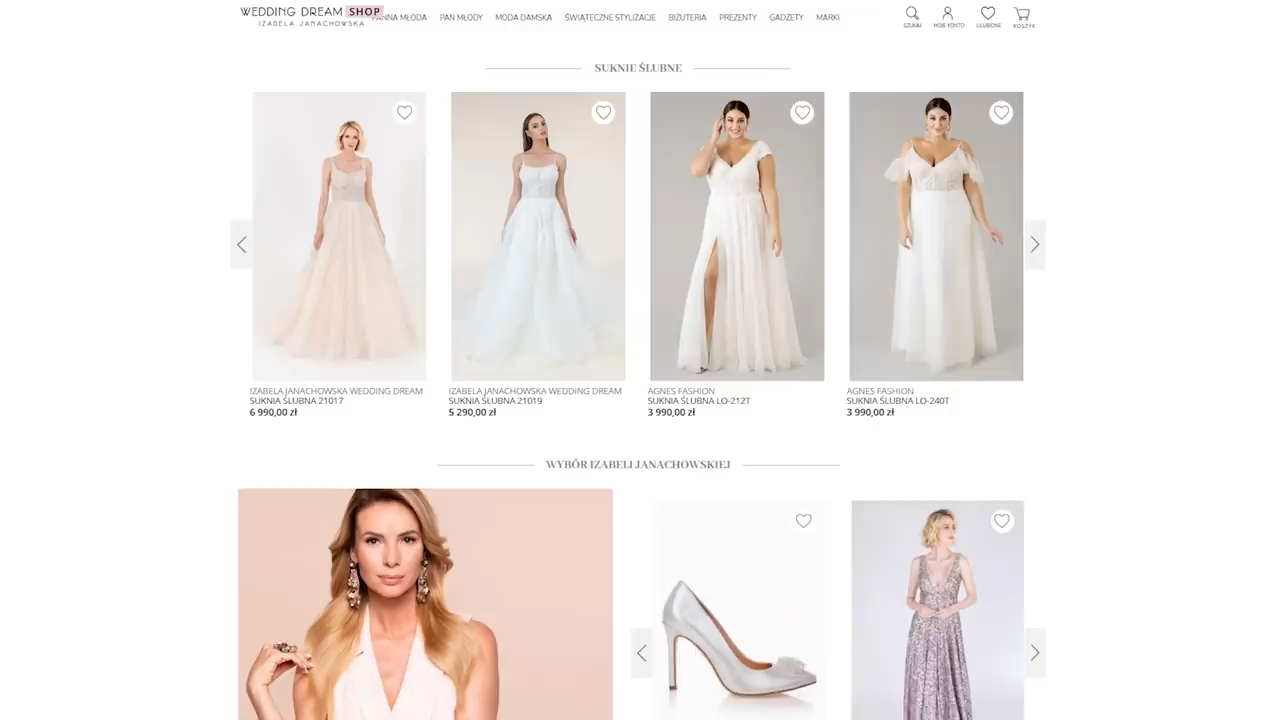 WEDDING DREAM SHOP
IZABELA JANACHOWSKA
PANNA MŁODA PAN MŁODY MODA DAMSKA ŚWIĄTECZNE STYLIZACJE BIŻUTERIA PREZENTY GADŻETY MARKI
SZUKAJ MOJE KONTO ULUBIONE KOSZYK
SUKNIE ŚLUBNE
IZABELA JANACHOWSKA WEDDING DREAM
SUKNIA ŚLUBNA 21017
6 990,00 zł
IZABELA JANACHOWSKA WEDDING DREAM
SUKNIA ŚLUBNA 21019
5 290,00 zł
AGNES FASHION
SUKNIA ŚLUBNA LO-212T
3 990,00 zł
AGNES FASHION
SUKNIA ŚLUBNA LO-240T
3 990,00 zł
WYBÓR IZABELI JANACHOWSKIEJ